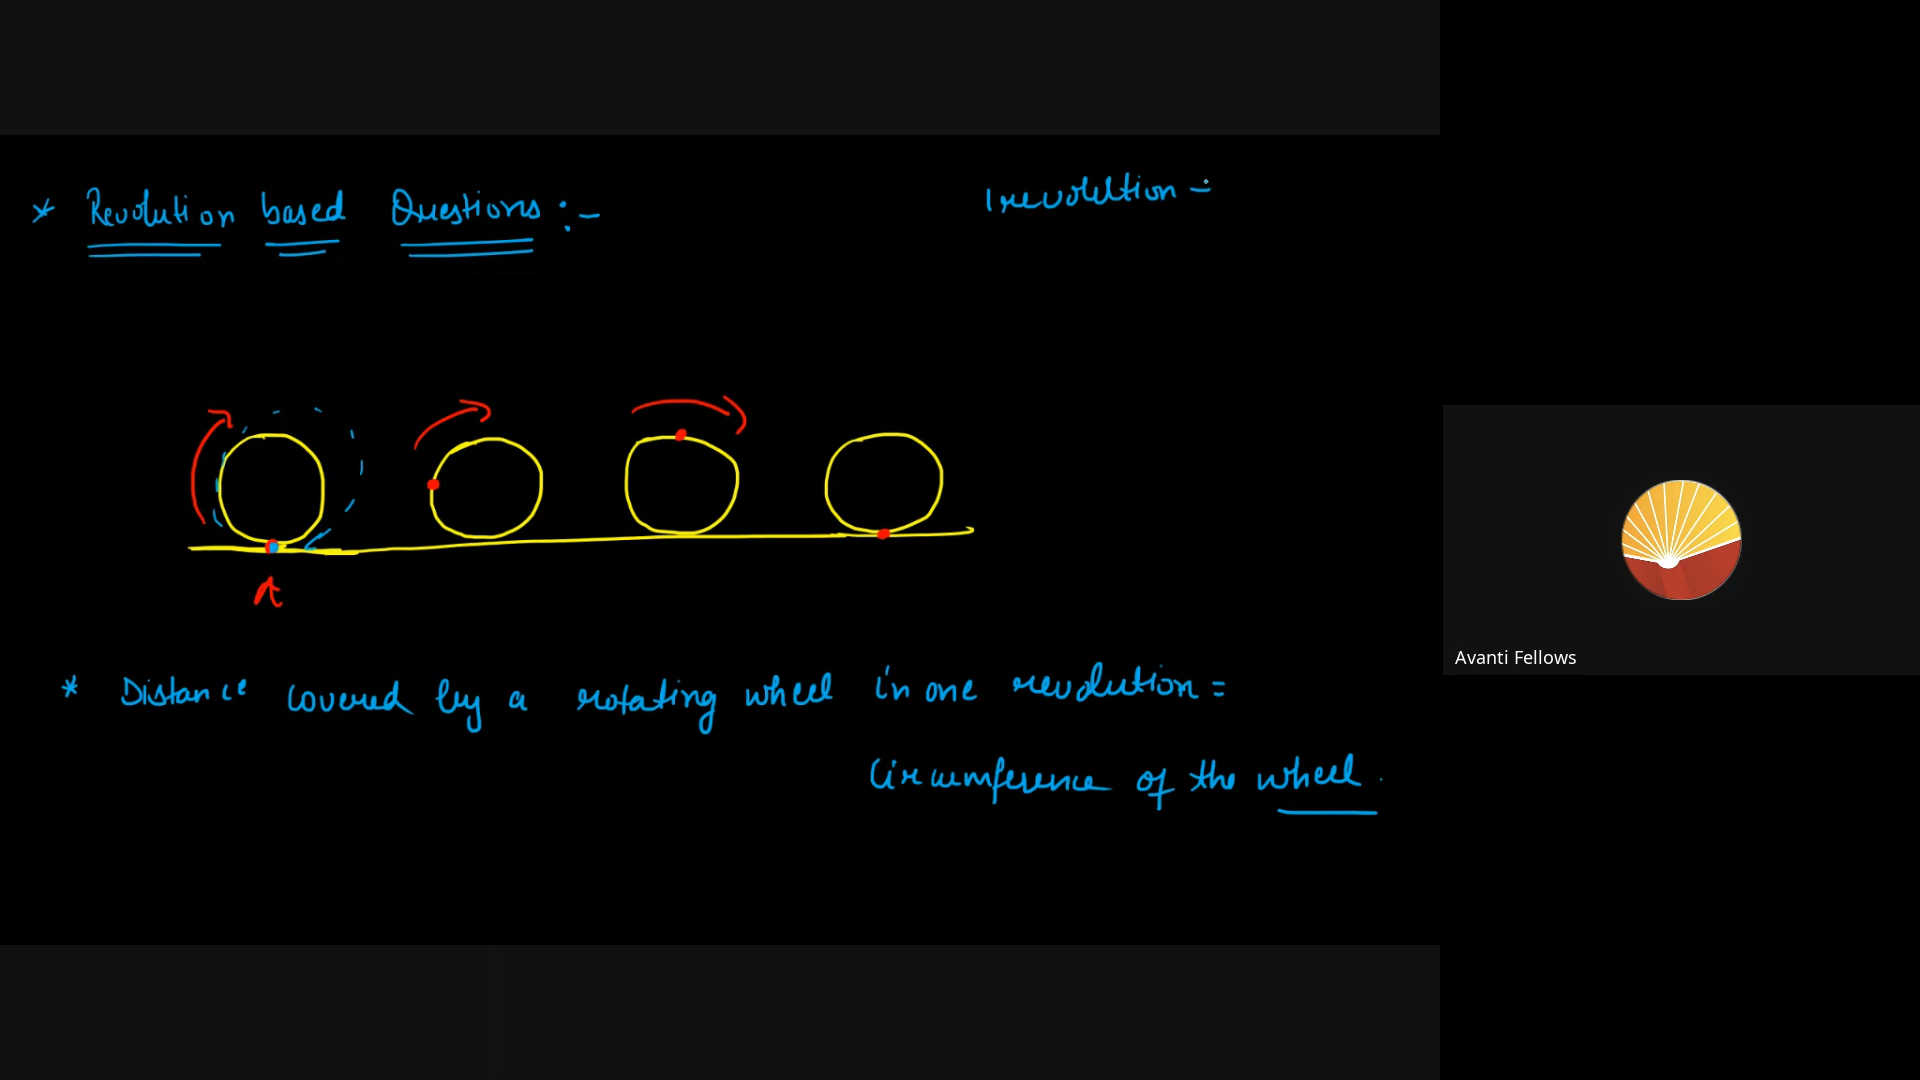 * Revolution based Questions :-
1 revolution =
A
* Distance covered by a rotating wheel in one revolution =
Circumference of the wheel.
Avanti Fellows